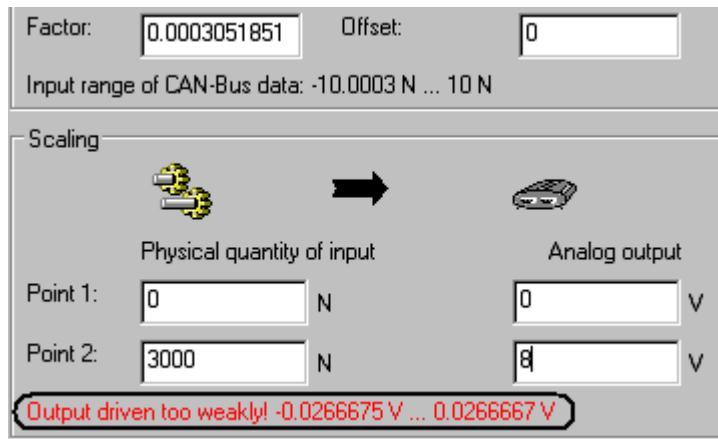 Factor: 0.0003051851 Offset: 0
Input range of CAN-Bus data: -10.0003 N ... 10 N
Scaling
Physical quantity of input Analog output
Point 1: 0 N 0 V
Point 2: 3000 N 8 V
Output driven too weakly! -0.0266675 V ... 0.0266667 V